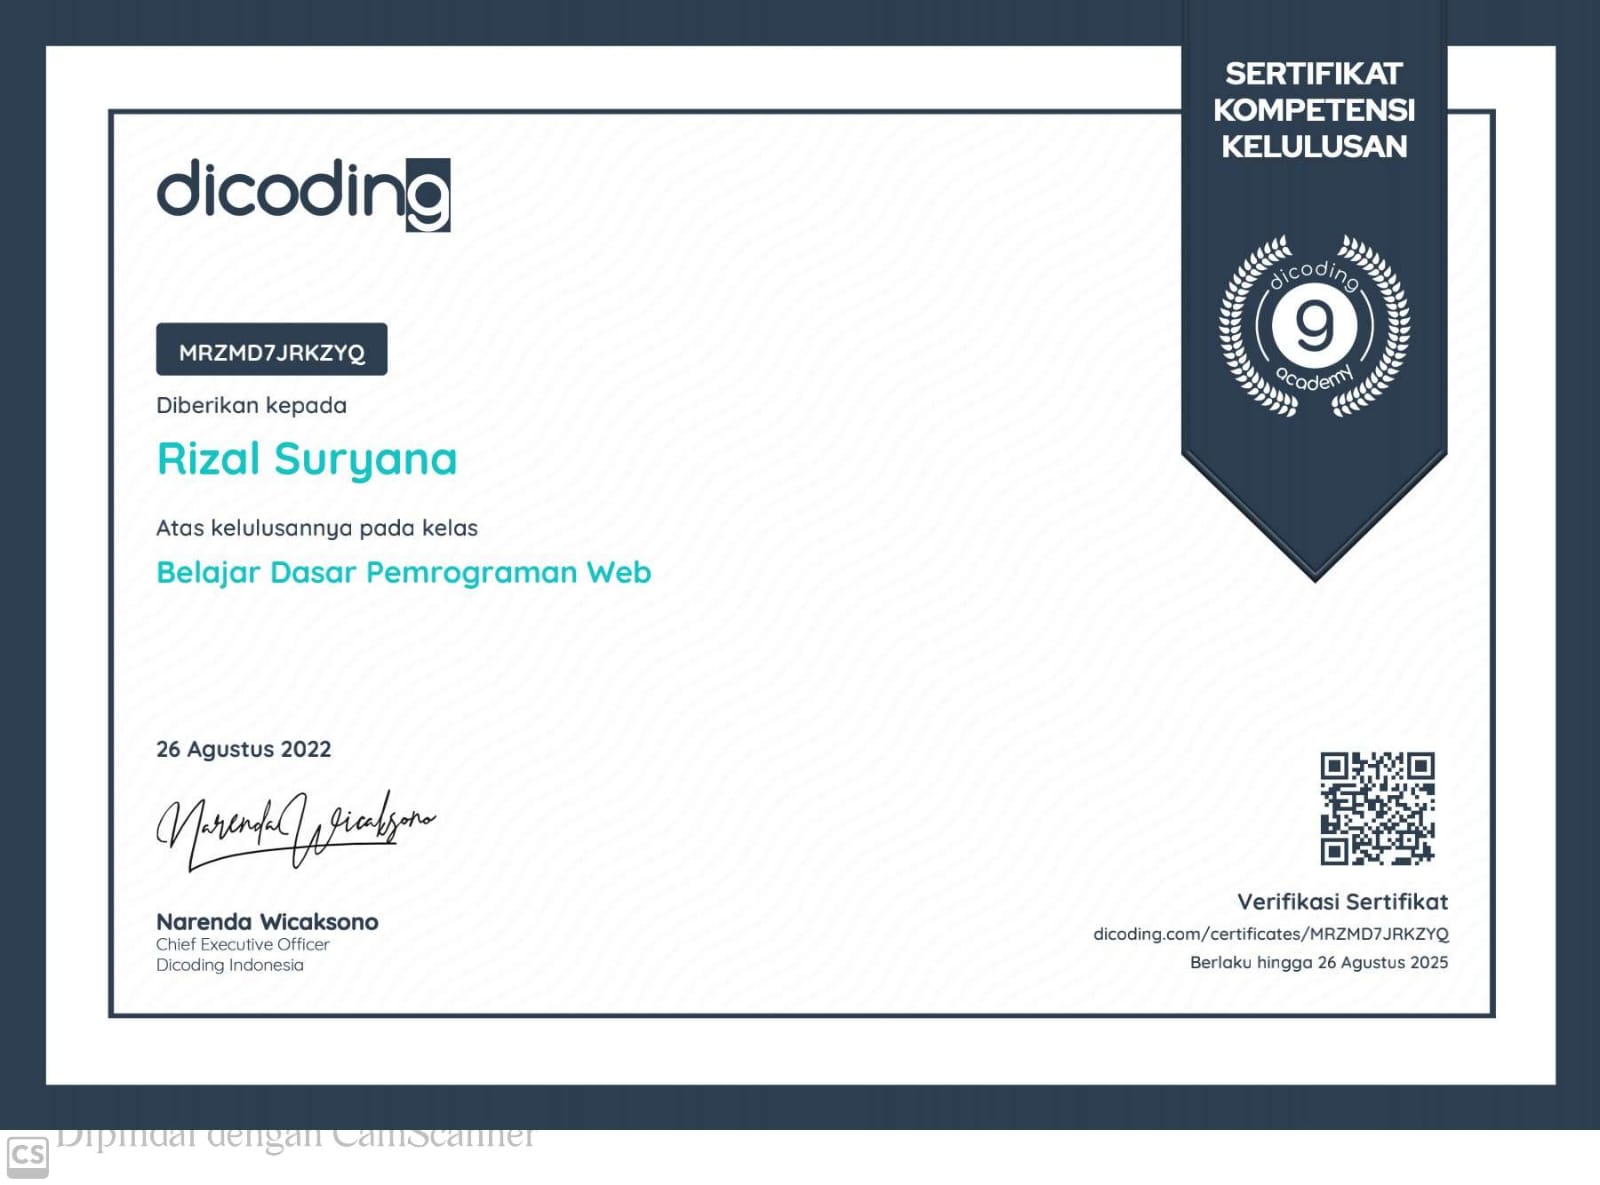 SERTIFIKAT
KOMPETENSI
KELULUSAN
dicoding
dicoding
9
academy
MRZMD7JRKZYQ
Diberikan kepada
Rizal Suryana
Atas kelulusannya pada kelas
Belajar Dasar Pemrograman Web
26 Agustus 2022
Narenda Wicaksono
Narenda Wicaksono
Chief Executive Officer
Dicoding Indonesia
Verifikasi Sertifikat
dicoding.com/certificates/MRZMD7JRKZYQ
Berlaku hingga 26 Agustus 2025
CS Dipindai dengan CamScanner